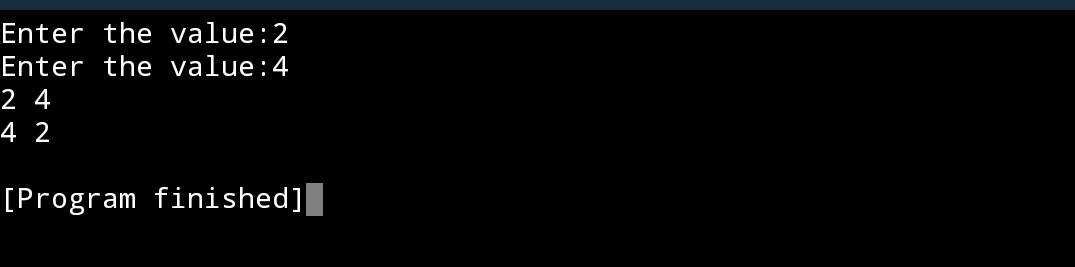 Enter the value:2
Enter the value:4
2 4
4 2
[Program finished]